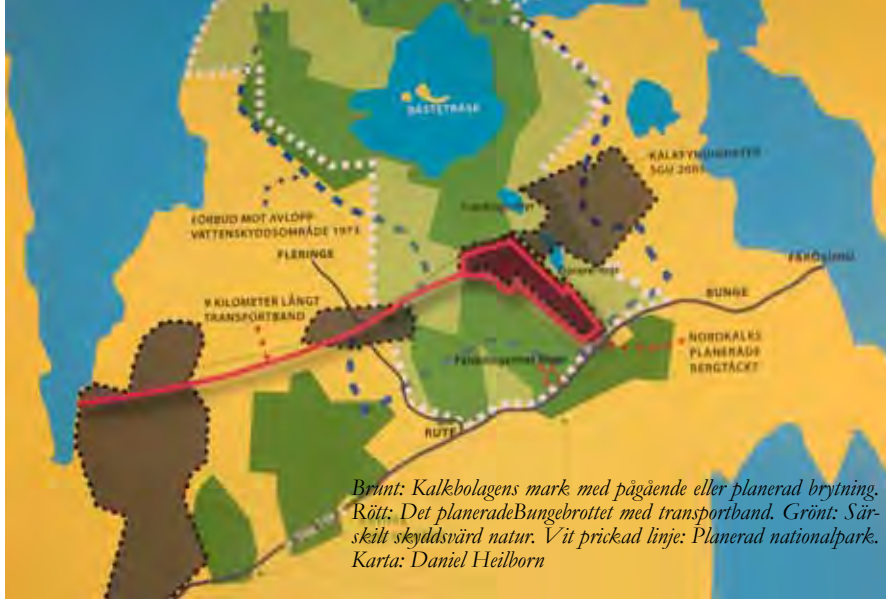 BÄSTETRÄSK
KALKFYNDIGHETER
SGU 2001
FÖRBUD MOT AVLOPP
VATTENSKYDDSOMRÅDE 1973
FLERINGE
FÅRÖSUND
BUNGE
9 KILOMETER LÅNGT
TRANSPORTBAND
NORDKALKS
PLANERADE
BERGTÄCKT
RUTE
Brunt: Kalkbolagens mark med pågående eller planerad brytning.
Rött: Det planeradeBungebrottet med transportband. Grönt: Sär-
skilt skyddsvärd natur. Vit prickad linje: Planerad nationalpark.
Karta: Daniel Heilborn